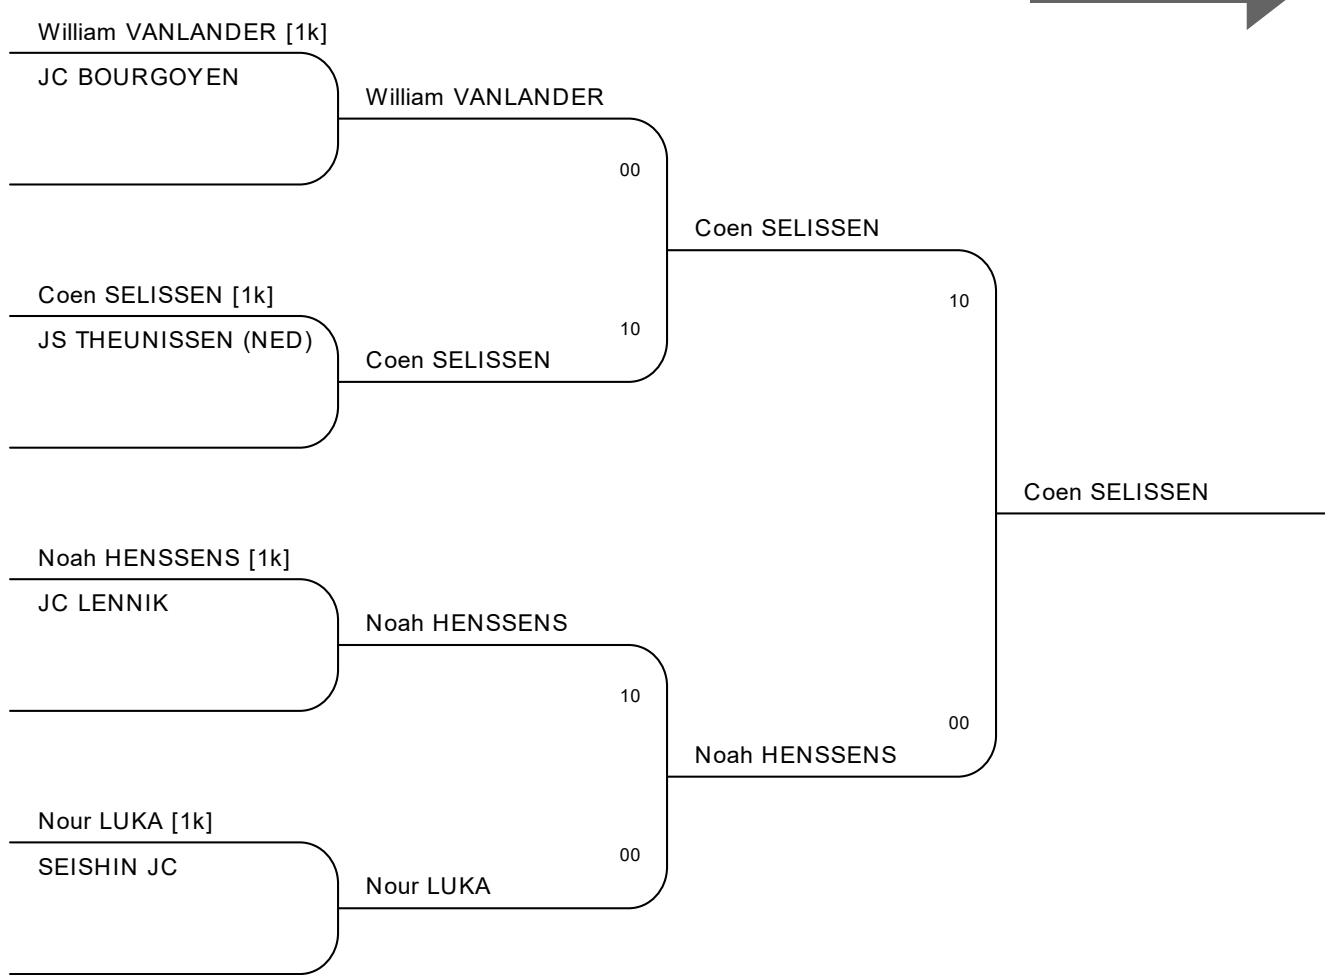 William VANLANDER [1k]
JC BOURGOYEN
William VANLANDER
00
Coen SELISSEN
Coen SELISSEN [1k]
10
JS THEUNISSEN (NED)
10
Coen SELISSEN
Coen SELISSEN
Noah HENSSENS [1k]
JC LENNIK
Noah HENSSENS
10
00
Noah HENSSENS
Nour LUKA [1k]
00
SEISHIN JC
Nour LUKA